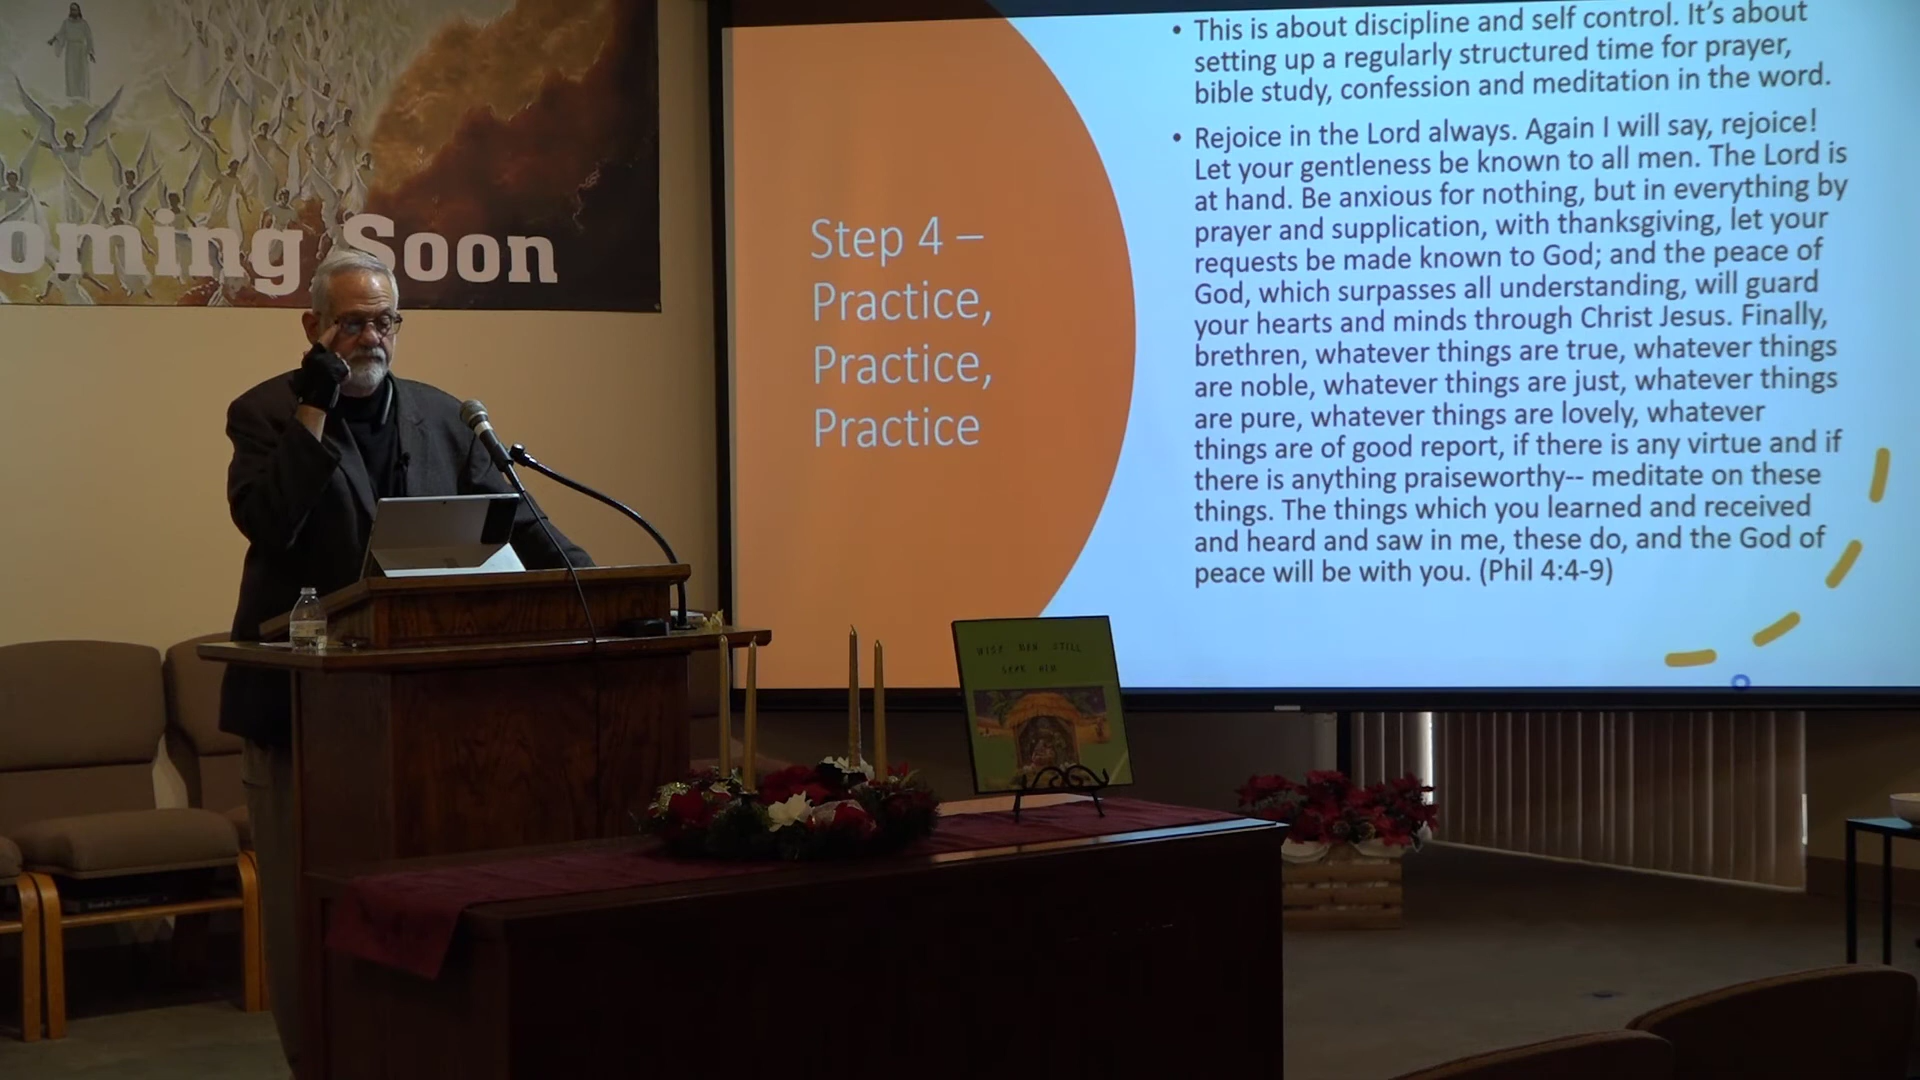 oming Soon
Step 4 –
Practice,
Practice,
Practice
• This is about discipline and self control. It's about
setting up a regularly structured time for prayer,
bible study, confession and meditation in the word.
• Rejoice in the Lord always. Again I will say, rejoice!
Let your gentleness be known to all men. The Lord is
at hand. Be anxious for nothing, but in everything by
prayer and supplication, with thanksgiving, let your
requests be made known to God; and the peace of
God, which surpasses all understanding, will guard
your hearts and minds through Christ Jesus. Finally,
brethren, whatever things are true, whatever things
are noble, whatever things are just, whatever things
are pure, whatever things are lovely, whatever
things are of good report, if there is any virtue and if
there is anything praiseworthy-- meditate on these
things. The things which you learned and received
and heard and saw in me, these do, and the God of
peace will be with you. (Phil 4:4-9)
WISE MEN STILL
SEEK HIM